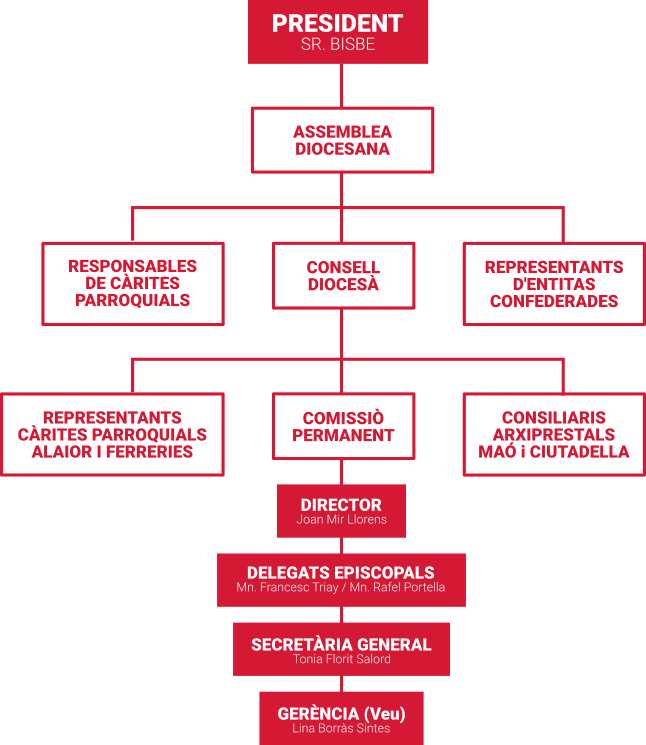 PRESIDENT
SR. BISBE
ASSEMBLEA
DIOCESANA
RESPONSABLES
DE CÀRITES
PARROQUIALS
CONSELL
DIOCESÀ
REPRESENTANTS
D'ENTITAS
CONFEDERADES
REPRESENTANTS
CÀRITES PARROQUIALS
ALAIOR I FERRERIES
COMISSIÒ
PERMANENT
CONSILIARIS
ARXIPRESTALS
MAÓ i CIUTADELLA
DIRECTOR
Joan Mir Llorens
DELEGATS EPISCOPALS
Mn. Francesc Triay / Mn. Rafel Portella
SECRETÀRIA GENERAL
Tonia Florit Salord
GERÈNCIA (Veu)
Lina Borràs Sintes